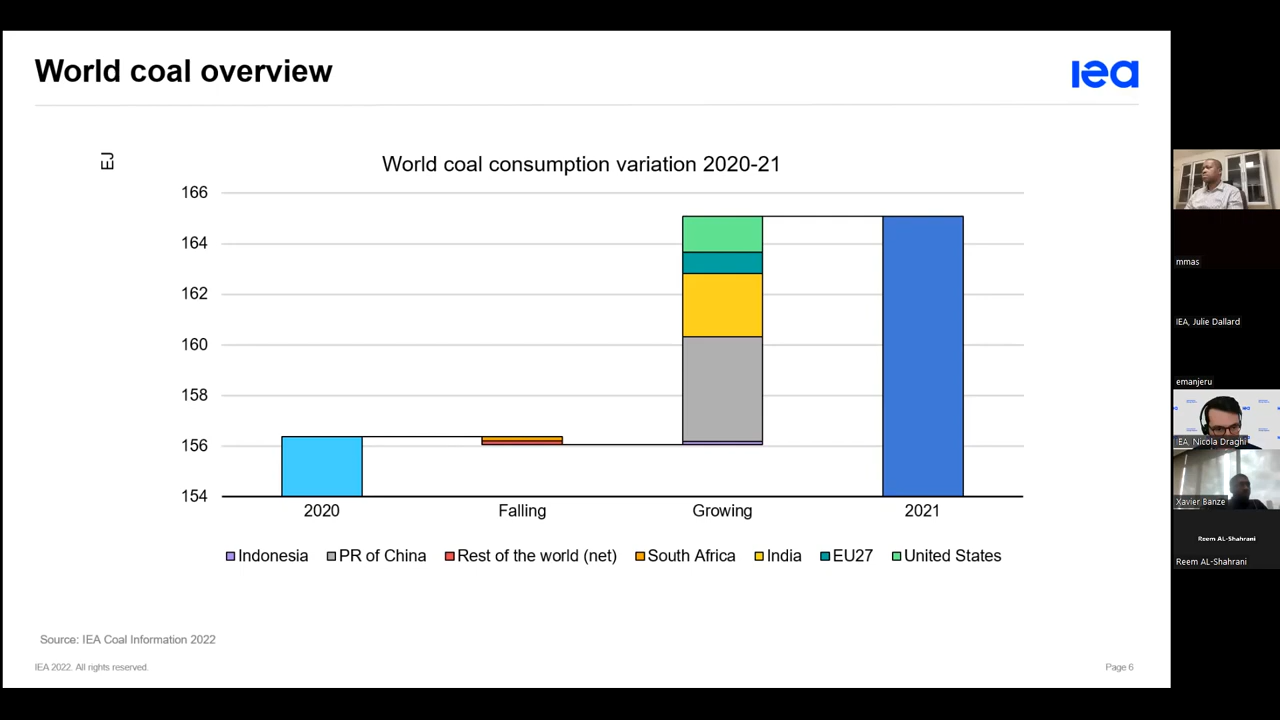 World coal overview
iea
EJ
World coal consumption variation 2020-21
166
164
162
160
158
156
154
2020 Falling Growing 2021
Indonesia PR of China Rest of the world (net) South Africa India EU27 United States
Source: IEA Coal Information 2022
IEA 2022. All rights reserved.
Page 6
mmas
IEA, Julie Dallard
emanjeru
IEA, Nicola Draghi
Xavier Banze
Reem AL-Shahrani
Reem AL-Shahrani